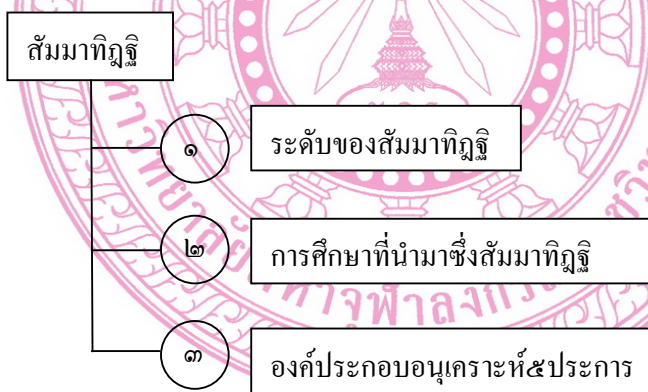 สัมมาทิฎฐิ
๑
ระดับของสัมมาทิฎฐิ
๒
การศึกษาที่นำมาซึ่งสัมมาทิฎฐิ
๓
องค์ประกอบอนุเคราะห์๕ประการ